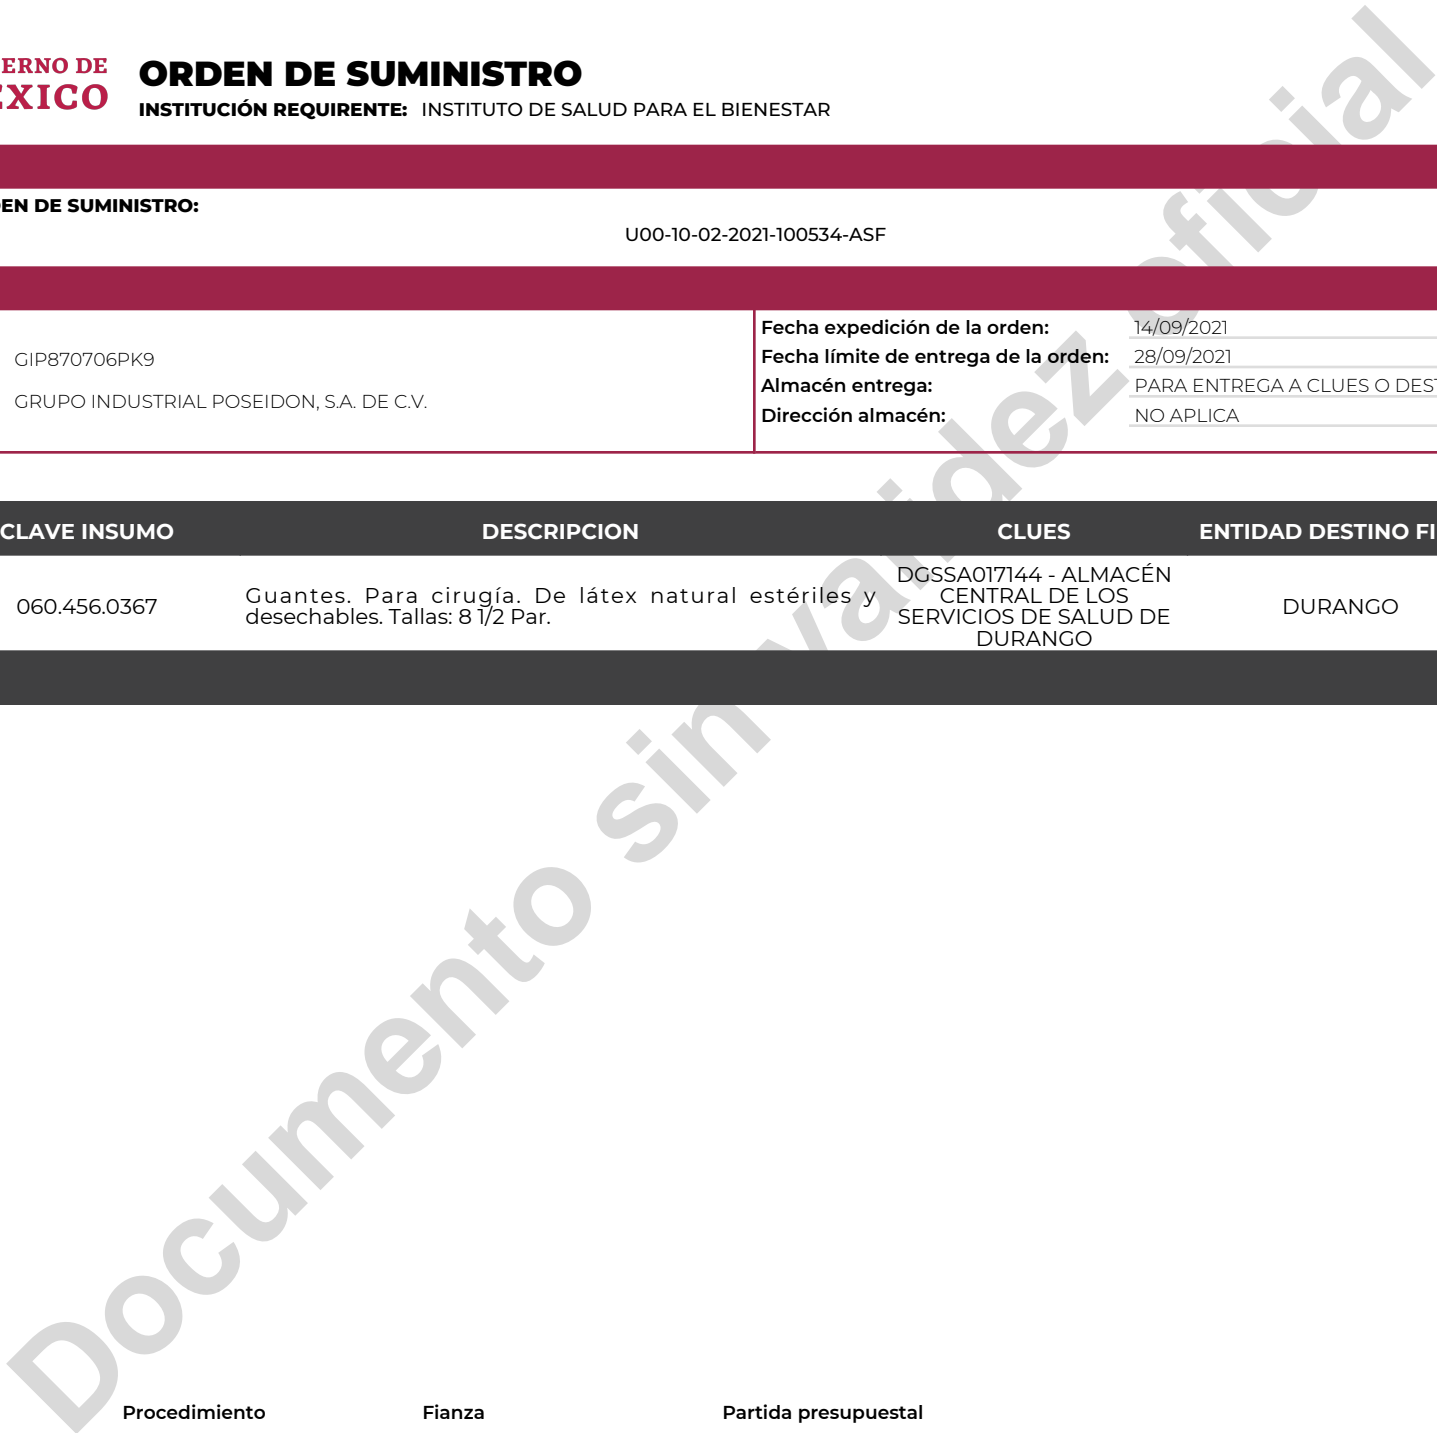 ERNO DE
XICO
ORDEN DE SUMINISTRO
INSTITUCIÓN REQUIRENTE: INSTITUTO DE SALUD PARA EL BIENESTAR
EN DE SUMINISTRO:
U00-10-02-2021-100534-ASF
GIP870706PK9
GRUPO INDUSTRIAL POSEIDON, S.A. DE C.V.
Fecha expedición de la orden: 14/09/2021
Fecha límite de entrega de la orden: 28/09/2021
Almacén entrega: PARA ENTREGA A CLUES O DEST
Dirección almacén: NO APLICA
CLAVE INSUMO DESCRIPCION CLUES ENTIDAD DESTINO FI
060.456.0367
Guantes. Para cirugía. De látex natural estériles y
desechables. Tallas: 8 1/2 Par.
DGSSA017144 - ALMACÉN
CENTRAL DE LOS
SERVICIOS DE SALUD DE
DURANGO
DURANGO
Documento sin validez oficial
Procedimiento Fianza Partida presupuestal